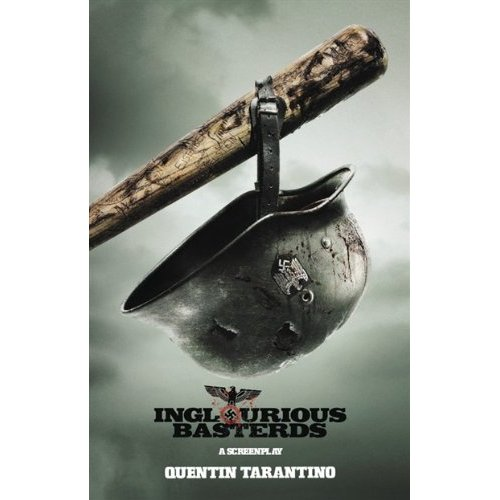 INGLOURIOUS
BASTERDS
A SCREENPLAY
QUENTIN TARANTINO